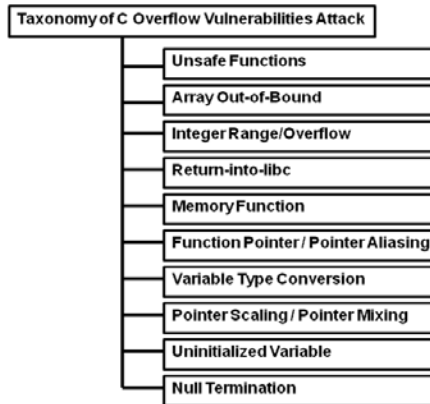 Taxonomy of C Overflow Vulnerabilities Attack
Unsafe Functions
Array Out-of-Bound
Integer Range/Overflow
Return-into-libc
Memory Function
Function Pointer / Pointer Aliasing
Variable Type Conversion
Pointer Scaling / Pointer Mixing
Uninitialized Variable
Null Termination